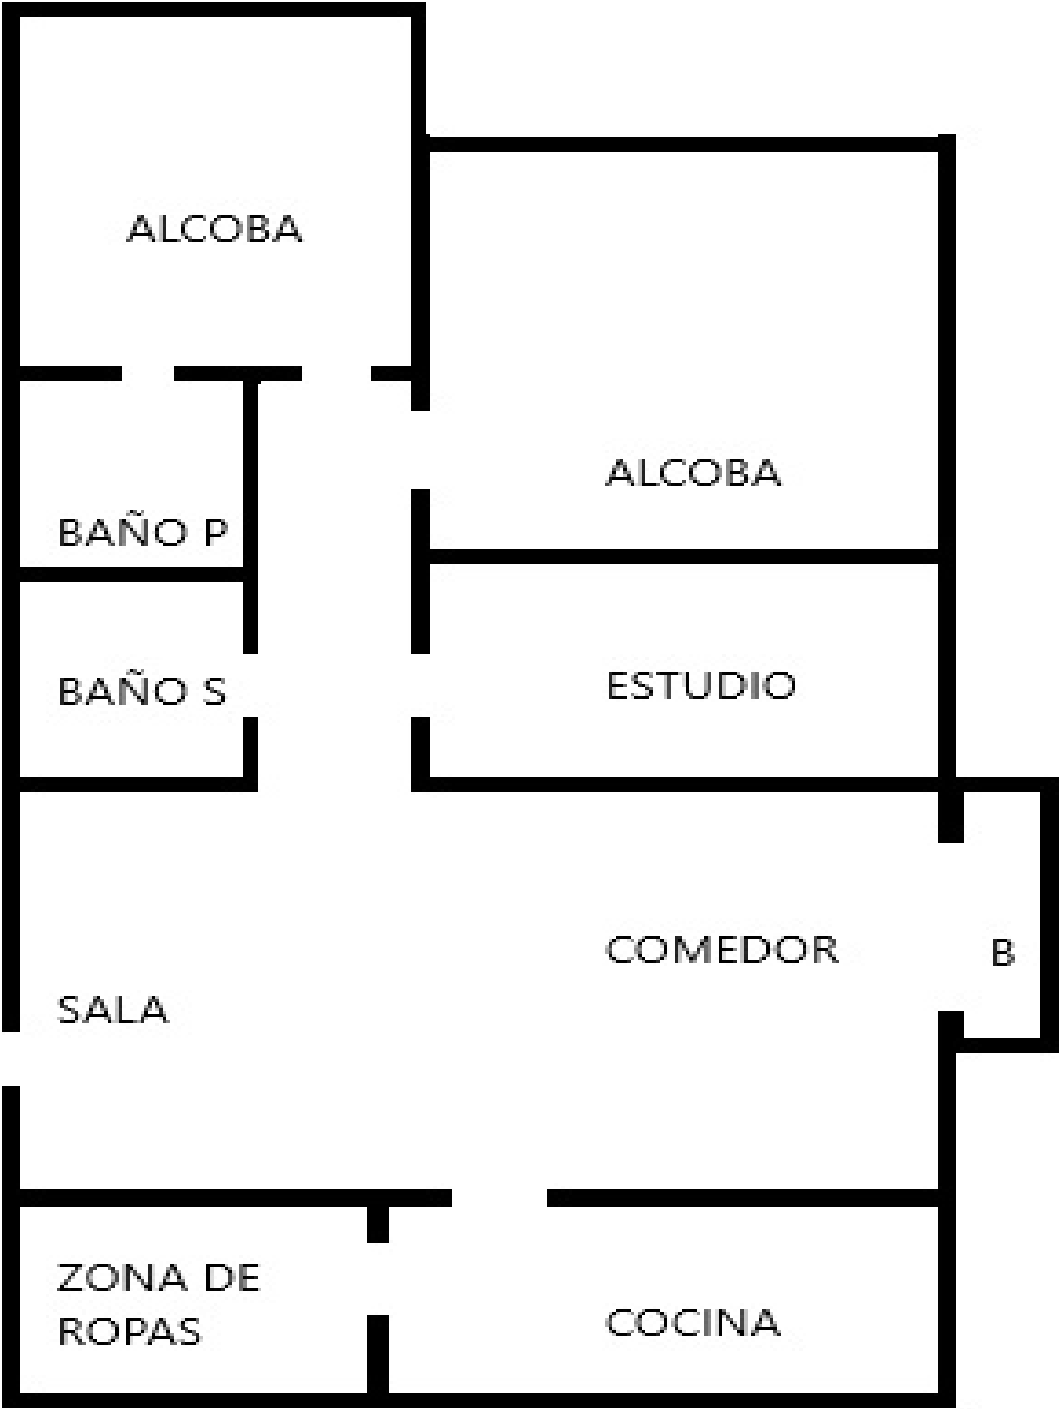 ALCOBA
ALCOBA
BAÑO P
BAÑO S
ESTUDIO
COMEDOR
B
SALA
ZONA DE
ROPAS
COCINA